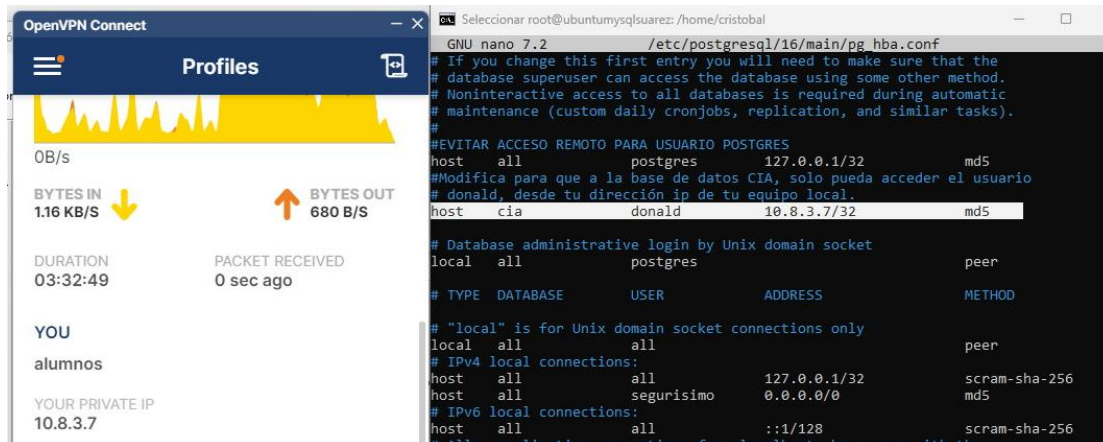 OpenVPN Connect
Profiles
0B/s
BYTES IN
1.16 KB/S
BYTES OUT
680 B/S
DURATION
03:32:49
PACKET RECEIVED
0 sec ago
YOU
alumnos
YOUR PRIVATE IP
10.8.3.7
Seleccionar root@ubuntumysqlsuarez: /home/cristobal
GNU nano 7.2 /etc/postgresql/16/main/pg_hba.conf
# If you change this first entry you will need to make sure that the
# database superuser can access the database using some other method.
# Noninteractive access to all databases is required during automatic
# maintenance (custom daily cronjobs, replication, and similar tasks).
#
#EVITAR ACCESO REMOTO PARA USUARIO POSTGRES
host all postgres 127.0.0.1/32 md5
#Modifica para que a la base de datos CIA, solo pueda acceder el usuario
# donald, desde tu dirección ip de tu equipo local.
host cia donald 10.8.3.7/32 md5
# Database administrative login by Unix domain socket
local all postgres peer
# TYPE DATABASE USER ADDRESS METHOD
# "local" is for Unix domain socket connections only
local all all peer
# IPv4 local connections:
host all all 127.0.0.1/32 scram-sha-256
host all segurisimo 0.0.0.0/0 md5
# IPv6 local connections:
host all all ::1/128 scram-sha-256